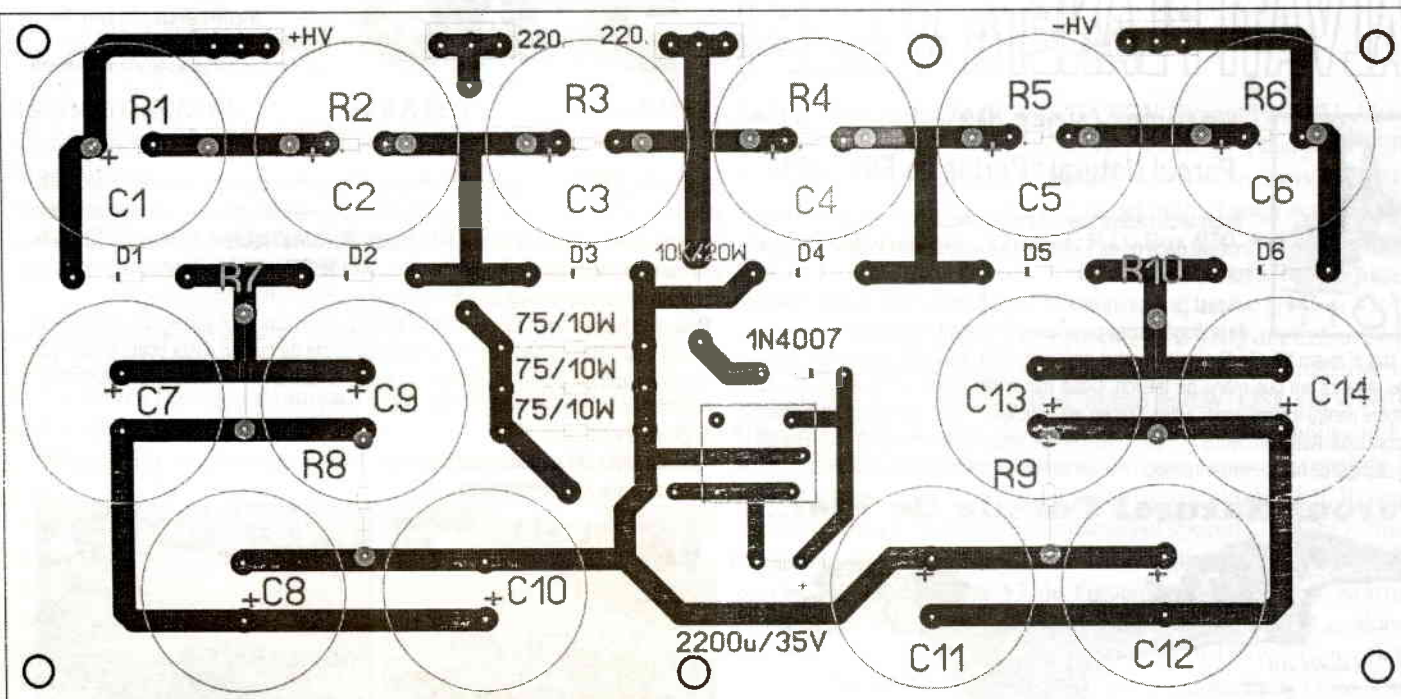 +HV 220. 220. -HV
R1 R2 R3 R4 R5 R6
C1 C2 C3 C4 C5 C6
D1 D2 D3 10W/20W D4 D5 D6
R7 R10
75/10W 1N4007
75/10W
75/10W
C7 C9 C13 C14
R8 R9
C8 C10
2200u/35V C11 C12